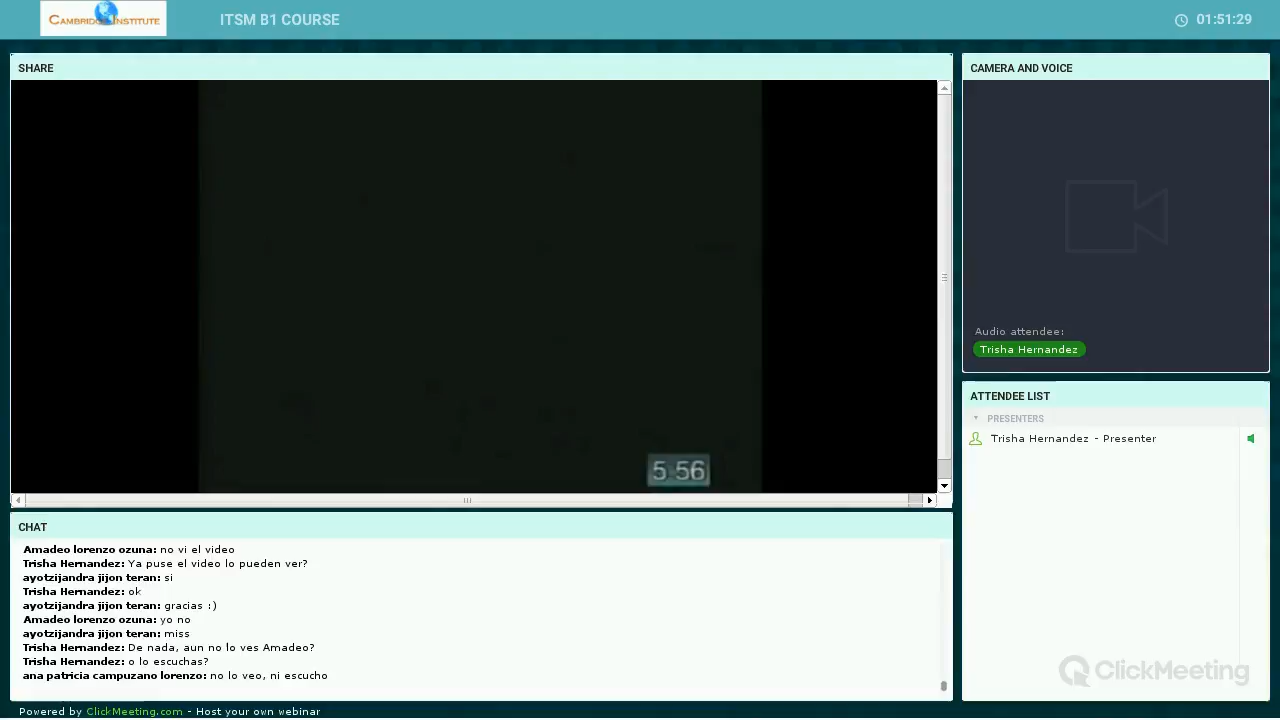 CAMBRIDGE INSTITUTE
ITSM B1 COURSE
01:51:29
SHARE
5 56
CAMERA AND VOICE
Audio attendee:
Trisha Hernandez
ATTENDEE LIST
PRESENTERS
Trisha Hernandez - Presenter
CHAT
Amadeo lorenzo ozuna: no vi el video
Trisha Hernandez: Ya puse el video lo pueden ver?
ayotzijandra jijon teran: si
Trisha Hernandez: ok
ayotzijandra jijon teran: gracias :)
Amadeo lorenzo ozuna: yo no
ayotzijandra jijon teran: miss
Trisha Hernandez: De nada, aun no lo ves Amadeo?
Trisha Hernandez: o lo escuchas?
ana patricia campuzano lorenzo: no lo veo, ni escucho
ClickMeeting
Powered by ClickMeeting.com - Host your own webinar